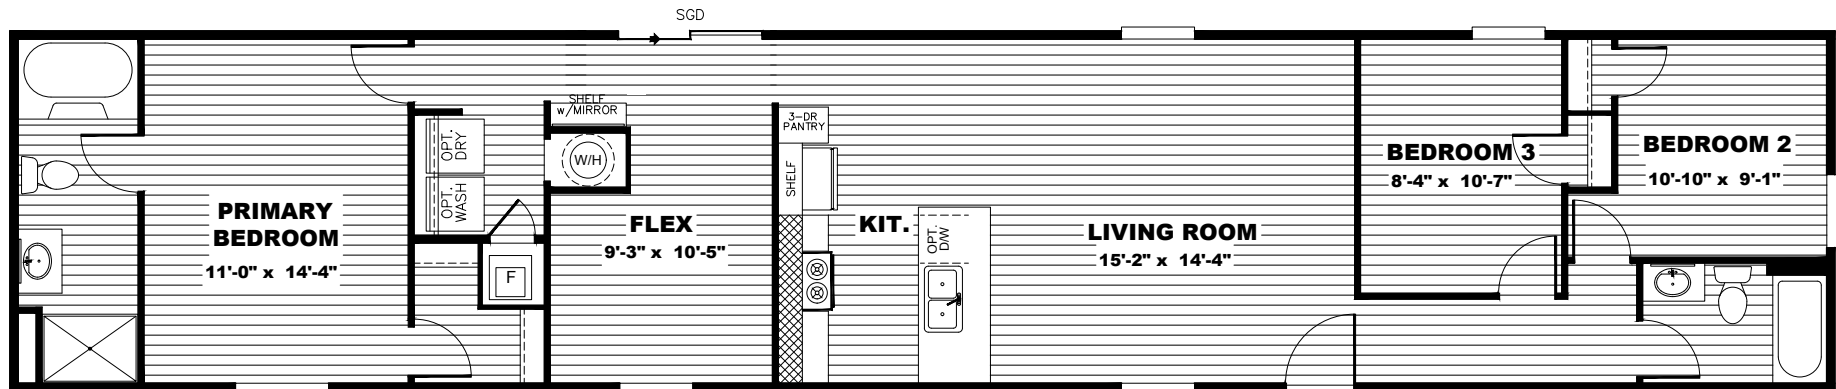 SGD
SHELF
w/MIRROR
3-DR
PANTRY
OPT.
DRY
W/H
SHELF
BEDROOM 3
8'-4" x 10'-7"
BEDROOM 2
10'-10" x 9'-1"
OPT.
WASH
PRIMARY
BEDROOM
11'-0" x 14'-4"
FLEX
9'-3" x 10'-5"
KIT.
OPT.
D/W
LIVING ROOM
15'-2" x 14'-4"
F